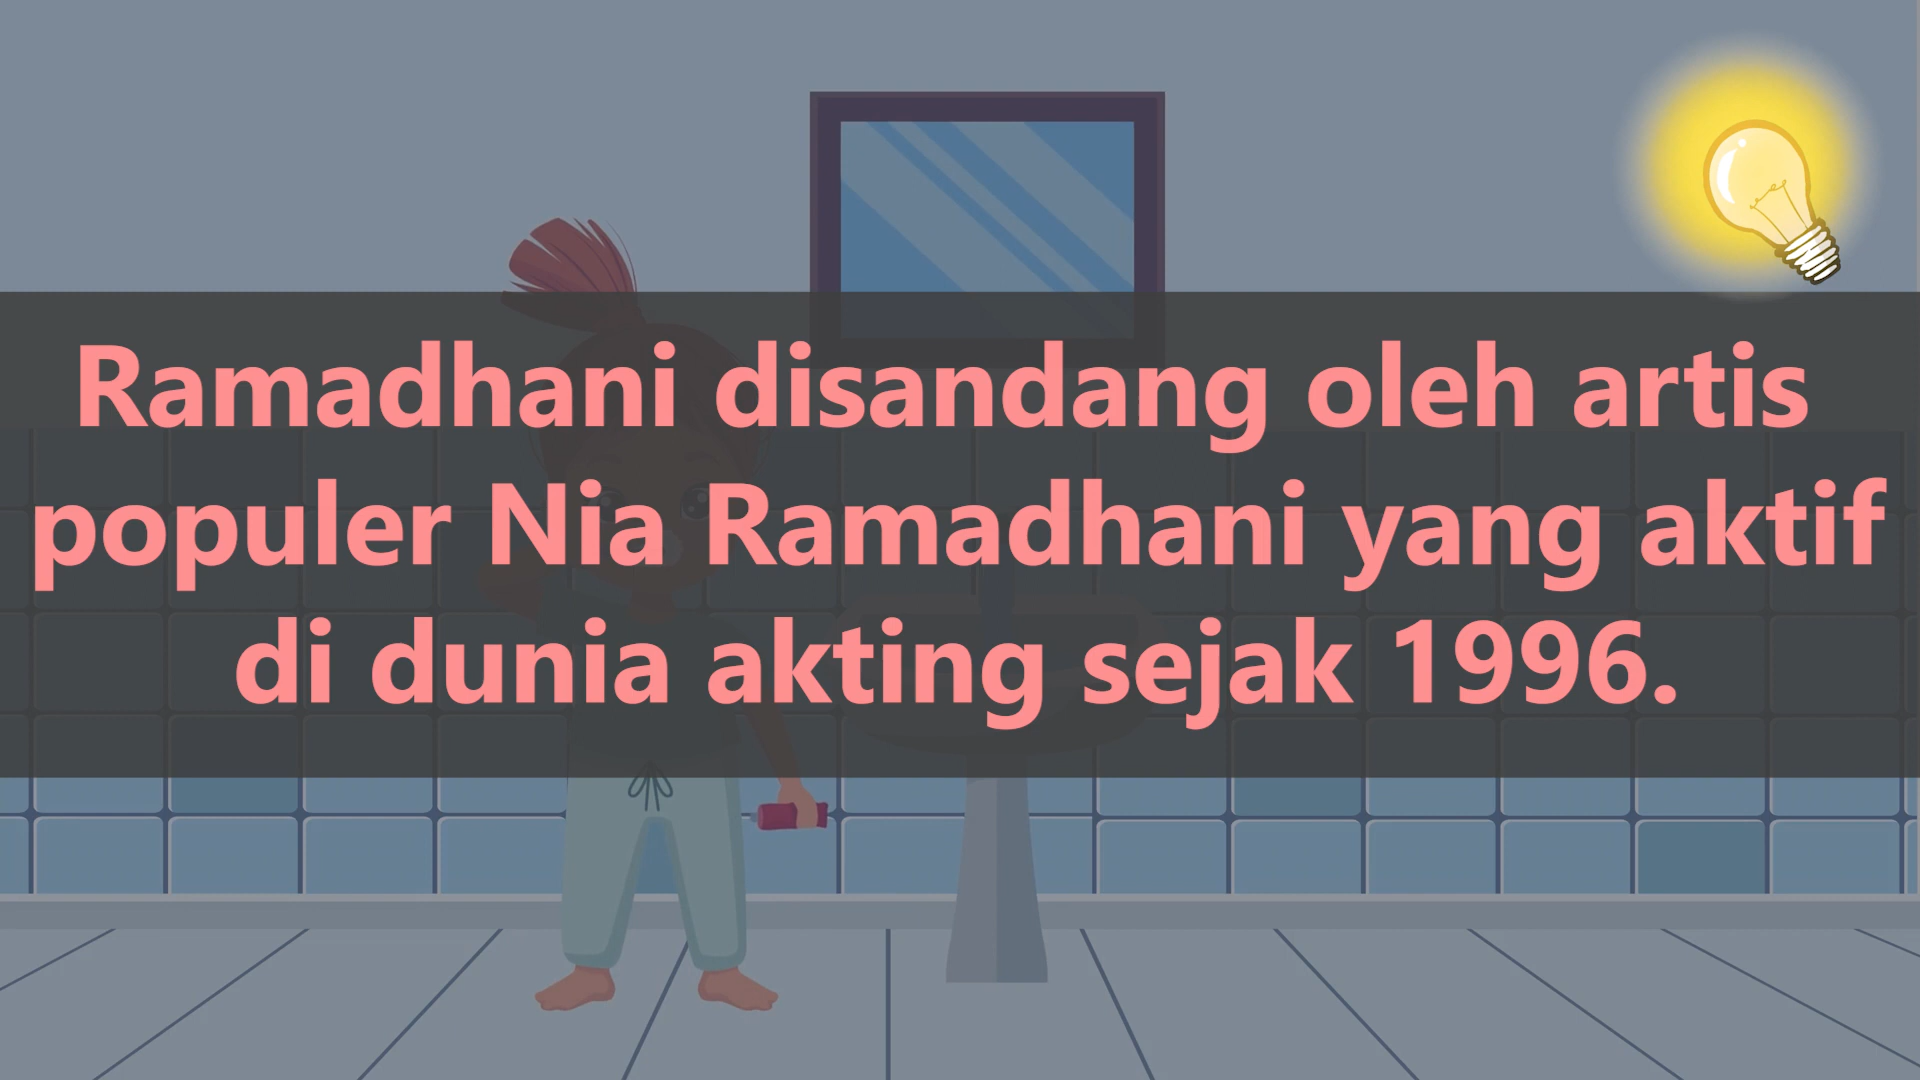 Ramadhani disandang oleh artis
populer Nia Ramadhani yang aktif
di dunia akting sejak 1996.